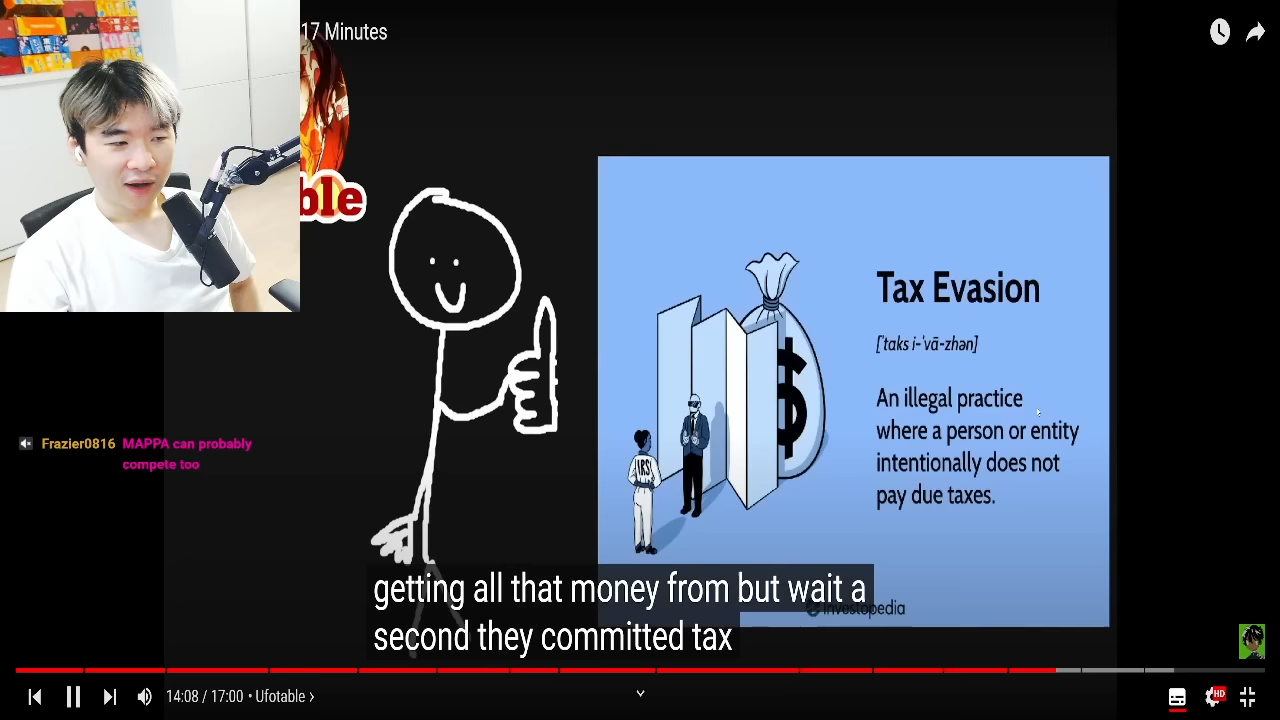 17 Minutes
ble
Tax Evasion
['taks i-'vā-zhən]
An illegal practice
where a person or entity
intentionally does not
pay due taxes.
IRS
$
Frazier0816 MAPPA can probably
compete too
Investopedia
getting all that money from but wait a
second they committed tax
14:08 / 17:00 • Ufotable >
HD